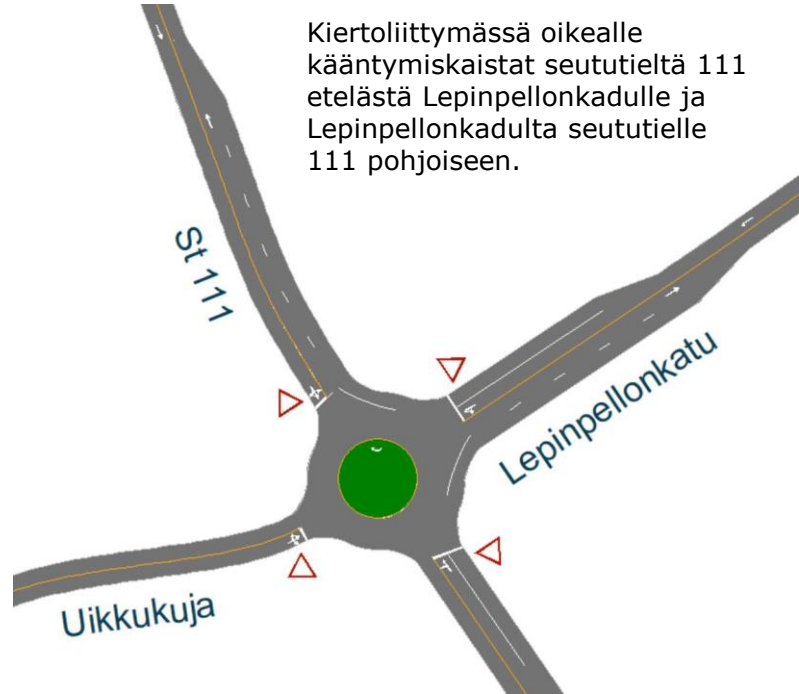 Kiertoliittymässä oikealle
kääntymiskaistat seututieltä 111
etelästä Lepinpellonkadulle ja
Lepinpellonkadulta seututielle
111 pohjoiseen.
St 111
Lepinpellonkatu
Uikkukuja